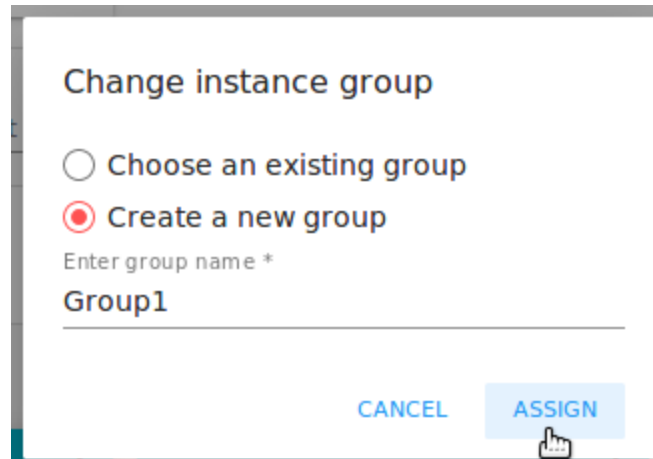 Change instance group
Choose an existing group
Create a new group
Enter group name *
Group1
CANCEL ASSIGN